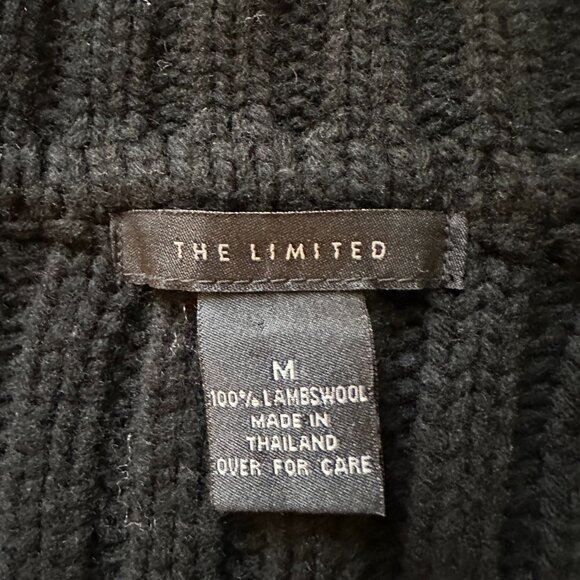 THE LIMITED
M
100% LAMBSWOOL
MADE IN
THAILAND
OVER FOR CARE